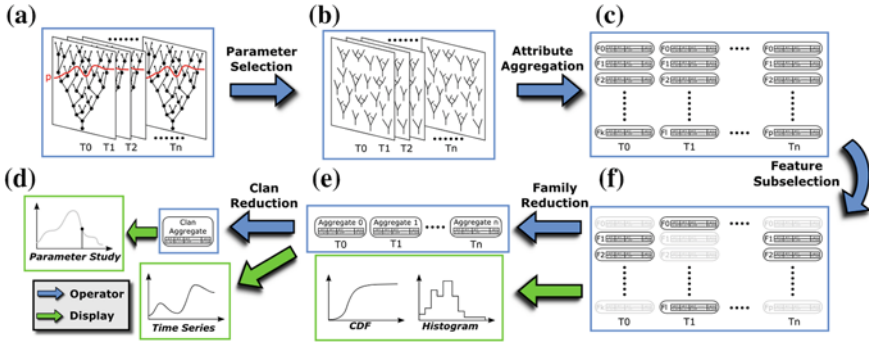 (a)
p
T0 T1 T2 Tn
Parameter
Selection
(b)
T0 T1 T2 Tn
Attribute
Aggregation
(c)
F0 F0 F0
F1 F1 F1
F2 F2 F2
Fk Fl Fp
T0 T1 Tn
Feature
Subselection
(d)
Parameter Study
Clan
Aggregate
Clan
Reduction
Time Series
Operator
Display
(e)
Aggregate 0 Aggregate 1 Aggregate n
T0 T1 Tn
CDF
Histogram
Family
Reduction
(f)
F0 F0 F0
F1 F1 F1
F2 F2 F2
Fk Fl Fp
T0 T1 Tn